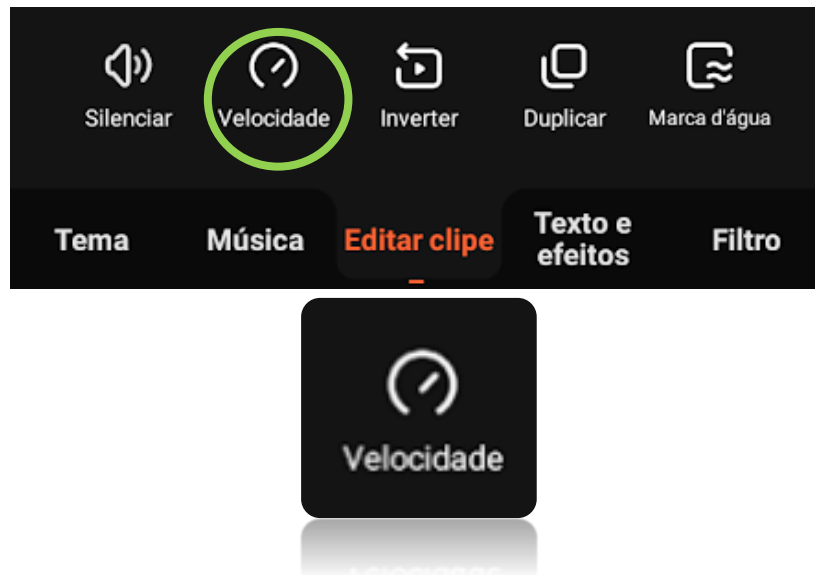 Silenciar Velocidade Inverter Duplicar Marca d'água
Tema Música Editar clipe Texto e efeitos Filtro
Velocidade